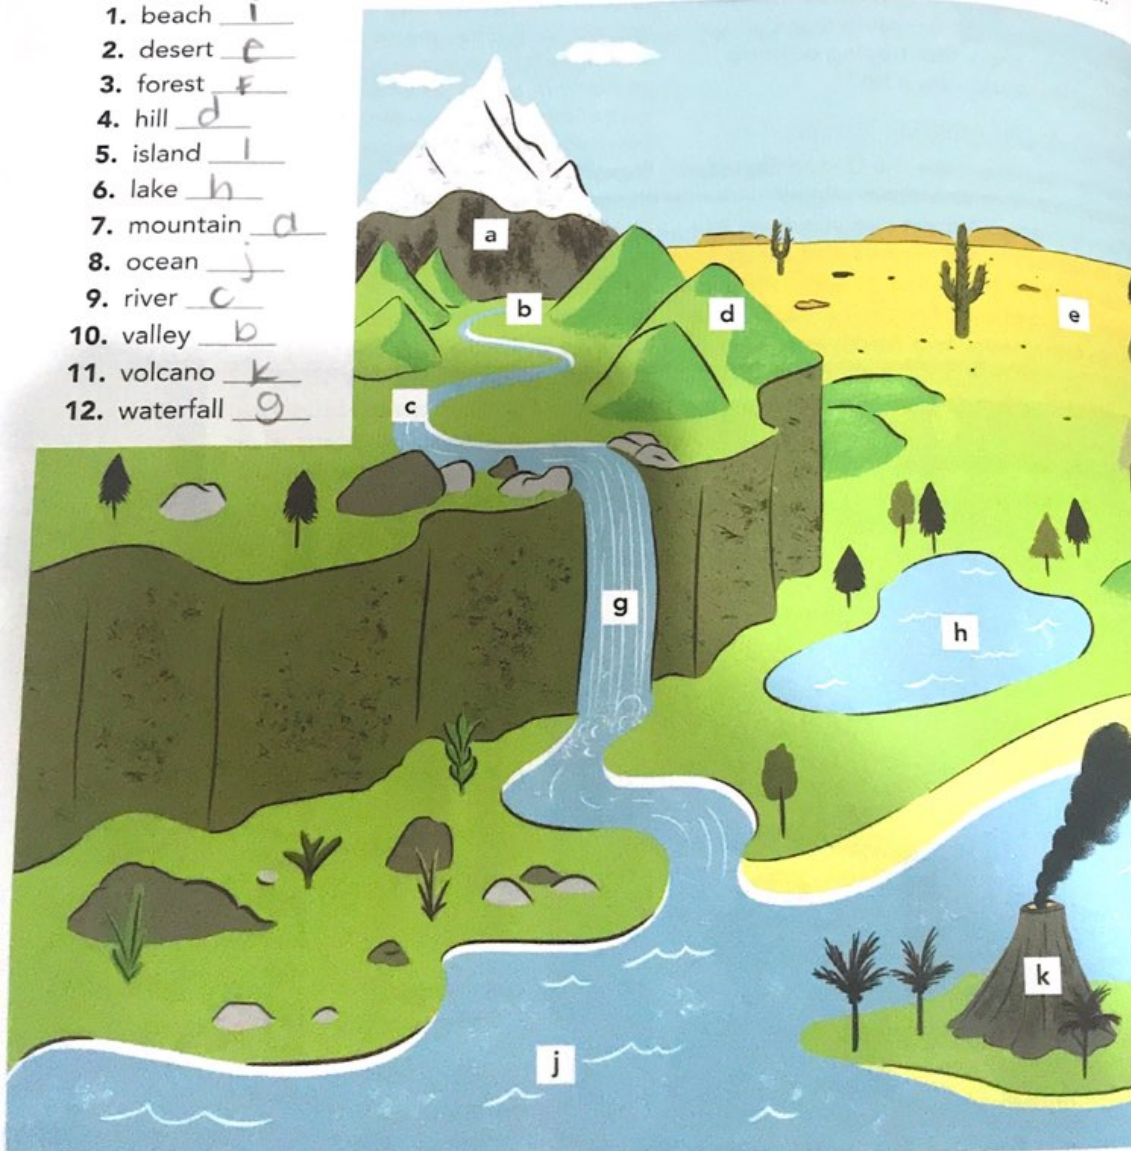 1. beach i
2. desert e
3. forest F
4. hill d
5. island l
6. lake h
7. mountain a
8. ocean j
9. river c
10. valley b
11. volcano k
12. waterfall g
a
b
d
e
c
g
h
k
j